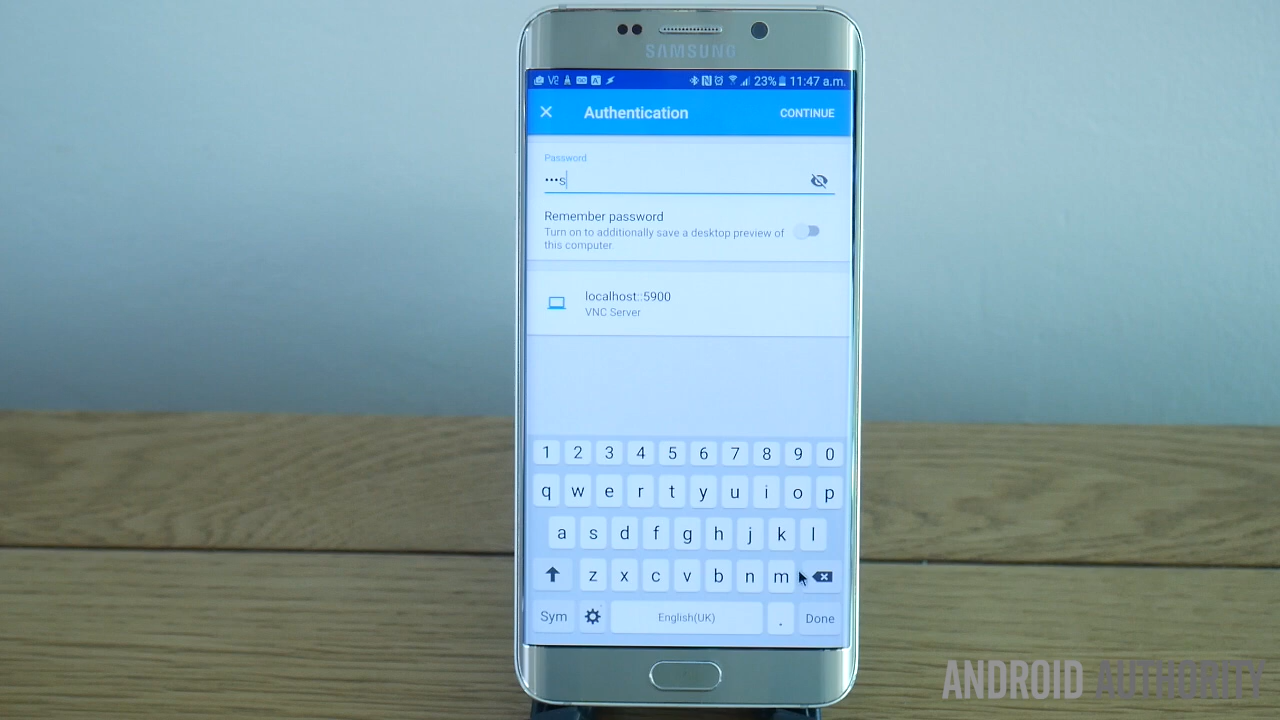 SAMSUNG
23% 11:47 a.m.
Authentication CONTINUE
Password
•••s
Remember password
Turn on to additionally save a desktop preview of
this computer.
localhost::5900
VNC Server
1 2 3 4 5 6 7 8 9 0
q w e r t y u i o p
a s d f g h j k l
z x c v b n m
Sym English(UK) . Done
ANDROID AUTHORITY